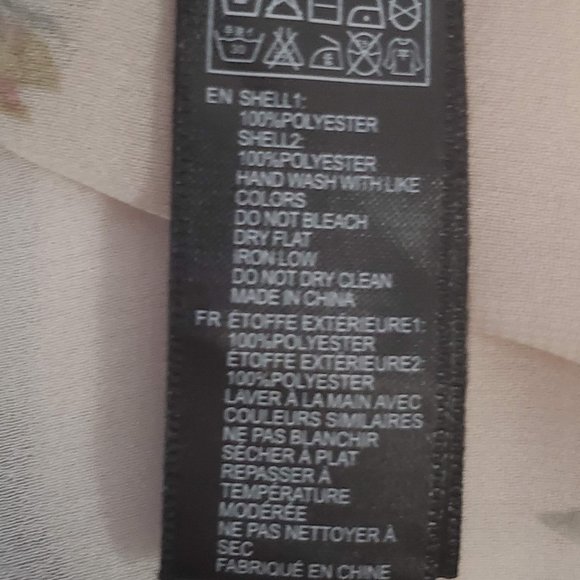 EN SHELL1:
100%POLYESTER
SHELL2:
100%POLYESTER
HAND WASH WITH LIKE
COLORS
DO NOT BLEACH
DRY FLAT
IRON LOW
DO NOT DRY CLEAN
MADE IN CHINA
FR ÉTOFFE EXTÉRIEURE1:
100%POLYESTER
ÉTOFFE EXTÉRIEURE2:
100%POLYESTER
LAVER À LA MAIN AVEC
COULEURS SIMILAIRES
NE PAS BLANCHIR
SÉCHER À PLAT
REPASSER À
TEMPÉRATURE
MODÉRÉE
NE PAS NETTOYER À
SEC
FABRIQUÉ EN CHINE